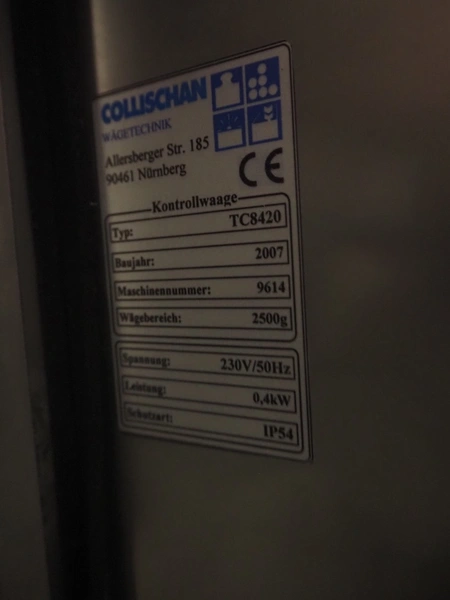 COLLISCHAN
WÄGETECHNIK
Allersberger Str. 185
90461 Nürnberg
CE
Kontrollwaage
Typ: TC8420
Baujahr: 2007
Maschinennummer: 9614
Wägebereich: 2500g
Spannung: 230V/50Hz
Leistung: 0,4kW
Schutzart: IP54